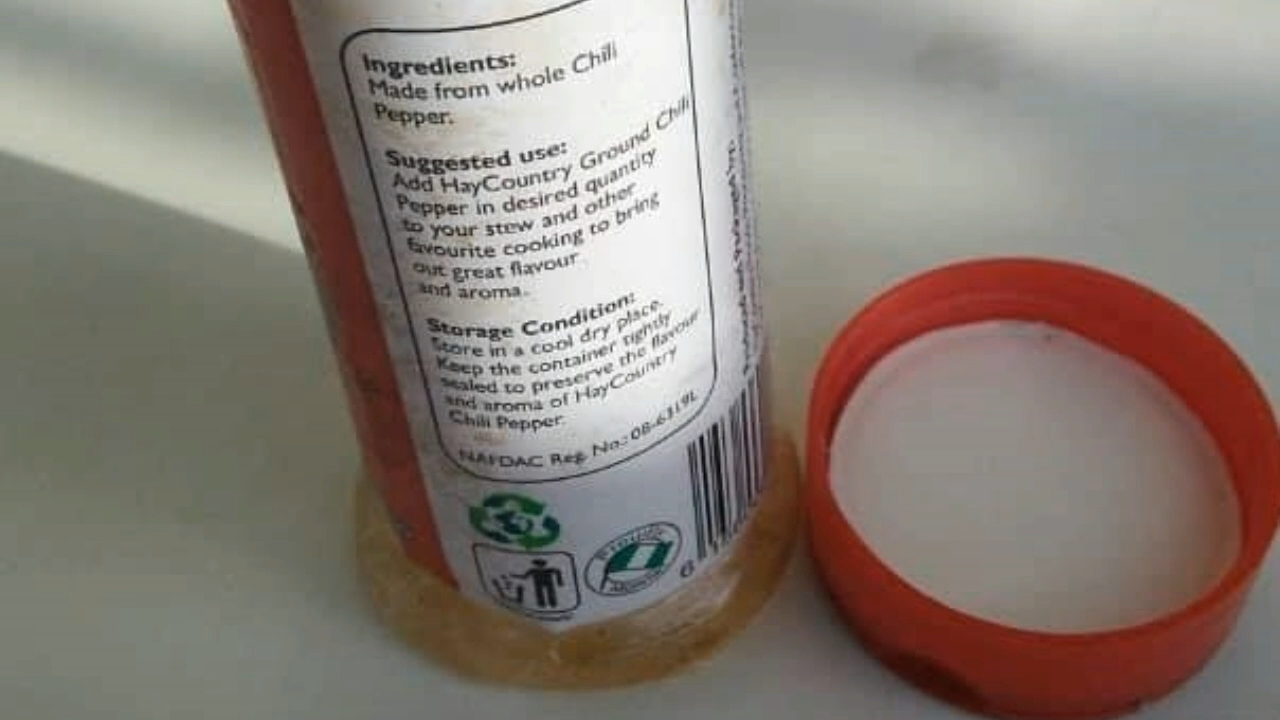 Ingredients:
Made from whole Chili
Pepper.
Suggested use:
Add HayCountry Ground Chili
Pepper in desired quantity
to your stew and other
favourite cooking to bring
out great flavour
and aroma.
Storage Condition:
Store in a cool dry place.
Keep the container tightly
sealed to preserve the flavour
and aroma of HayCountry
Chili Pepper.
NAFDAC Reg. No.: 08-6319L
Proudly
Nigerian
6